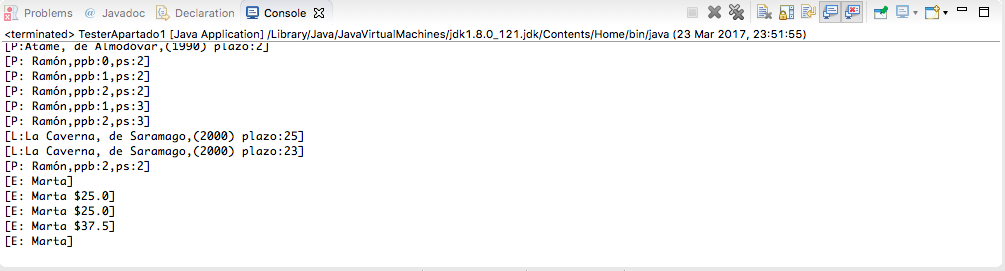 Problems @ Javadoc Declaration Console
<terminated> TesterApartado1 [Java Application] /Library/Java/JavaVirtualMachines/jdk1.8.0_121.jdk/Contents/Home/bin/java (23 Mar 2017, 23:51:55)
[P:Atame, de Almodovar,(1990) plazo:2]
[P: Ramón,ppb:0,ps:2]
[P: Ramón,ppb:1,ps:2]
[P: Ramón,ppb:2,ps:2]
[P: Ramón,ppb:1,ps:3]
[P: Ramón,ppb:2,ps:3]
[L:La Caverna, de Saramago,(2000) plazo:25]
[L:La Caverna, de Saramago,(2000) plazo:23]
[P: Ramón,ppb:2,ps:2]
[E: Marta]
[E: Marta $25.0]
[E: Marta $25.0]
[E: Marta $37.5]
[E: Marta]